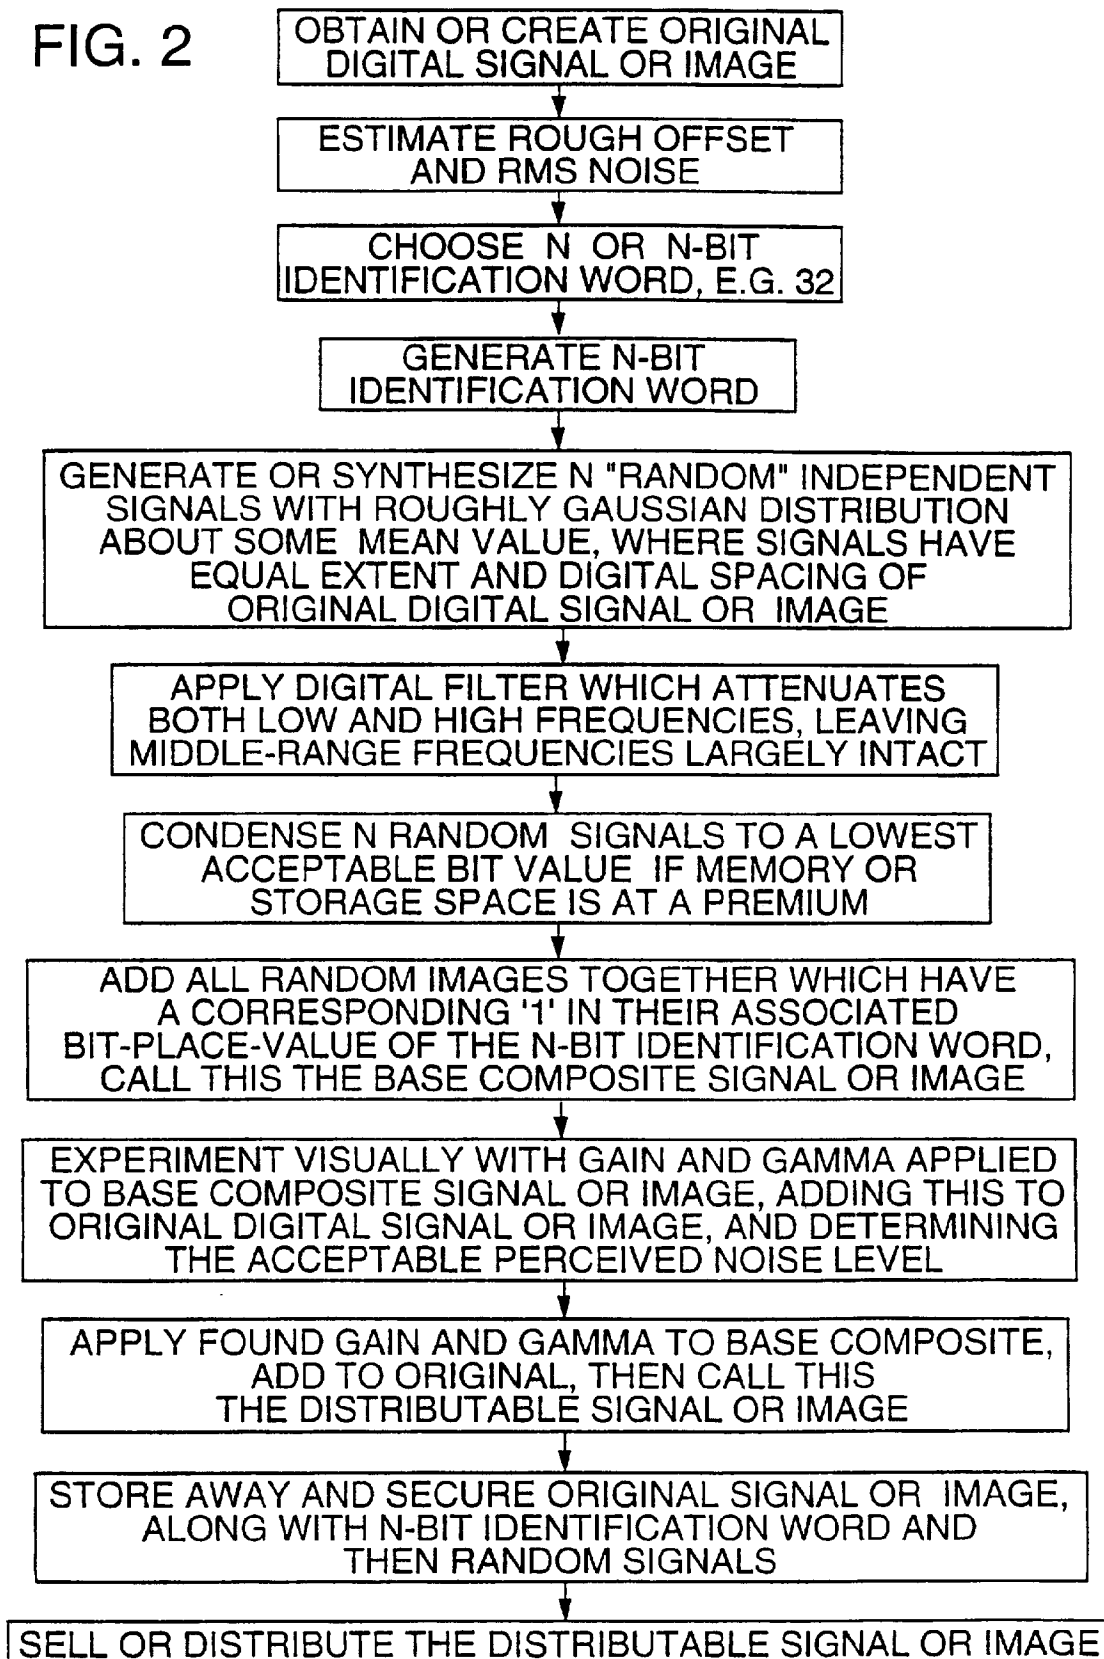 FIG. 2
OBTAIN OR CREATE ORIGINAL
DIGITAL SIGNAL OR IMAGE
ESTIMATE ROUGH OFFSET
AND RMS NOISE
CHOOSE N OR N-BIT
IDENTIFICATION WORD, E.G. 32
GENERATE N-BIT
IDENTIFICATION WORD
GENERATE OR SYNTHESIZE N "RANDOM" INDEPENDENT
SIGNALS WITH ROUGHLY GAUSSIAN DISTRIBUTION
ABOUT SOME MEAN VALUE, WHERE SIGNALS HAVE
EQUAL EXTENT AND DIGITAL SPACING OF
ORIGINAL DIGITAL SIGNAL OR IMAGE
APPLY DIGITAL FILTER WHICH ATTENUATES
BOTH LOW AND HIGH FREQUENCIES, LEAVING
MIDDLE-RANGE FREQUENCIES LARGELY INTACT
CONDENSE N RANDOM SIGNALS TO A LOWEST
ACCEPTABLE BIT VALUE IF MEMORY OR
STORAGE SPACE IS AT A PREMIUM
ADD ALL RANDOM IMAGES TOGETHER WHICH HAVE
A CORRESPONDING '1' IN THEIR ASSOCIATED
BIT-PLACE-VALUE OF THE N-BIT IDENTIFICATION WORD,
CALL THIS THE BASE COMPOSITE SIGNAL OR IMAGE
EXPERIMENT VISUALLY WITH GAIN AND GAMMA APPLIED
TO BASE COMPOSITE SIGNAL OR IMAGE, ADDING THIS TO
ORIGINAL DIGITAL SIGNAL OR IMAGE, AND DETERMINING
THE ACCEPTABLE PERCEIVED NOISE LEVEL
APPLY FOUND GAIN AND GAMMA TO BASE COMPOSITE,
ADD TO ORIGINAL, THEN CALL THIS
THE DISTRIBUTABLE SIGNAL OR IMAGE
STORE AWAY AND SECURE ORIGINAL SIGNAL OR IMAGE,
ALONG WITH N-BIT IDENTIFICATION WORD AND
THEN RANDOM SIGNALS
SELL OR DISTRIBUTE THE DISTRIBUTABLE SIGNAL OR IMAGE